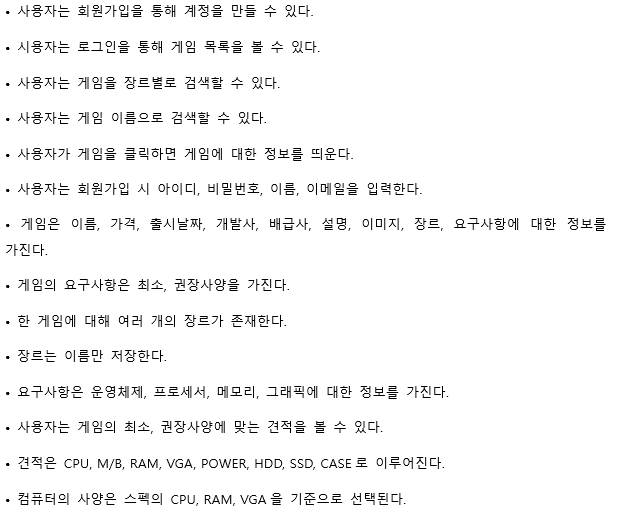 • 사용자는 회원가입을 통해 계정을 만들 수 있다.
• 시용자는 로그인을 통해 게임 목록을 볼 수 있다.
• 사용자는 게임을 장르별로 검색할 수 있다.
• 사용자는 게임 이름으로 검색할 수 있다.
• 사용자가 게임을 클릭하면 게임에 대한 정보를 띄운다.
• 사용자는 회원가입 시 아이디, 비밀번호, 이름, 이메일을 입력한다.
• 게임은 이름, 가격, 출시날짜, 개발사, 배급사, 설명, 이미지, 장르, 요구사항에 대한 정보를
가진다.
• 게임의 요구사항은 최소, 권장사양을 가진다.
• 한 게임에 대해 여러 개의 장르가 존재한다.
• 장르는 이름만 저장한다.
• 요구사항은 운영체제, 프로세서, 메모리, 그래픽에 대한 정보를 가진다.
• 사용자는 게임의 최소, 권장사양에 맞는 견적을 볼 수 있다.
• 견적은 CPU, M/B, RAM, VGA, POWER, HDD, SSD, CASE로 이루어진다.
• 컴퓨터의 사양은 스펙의 CPU, RAM, VGA을 기준으로 선택된다.